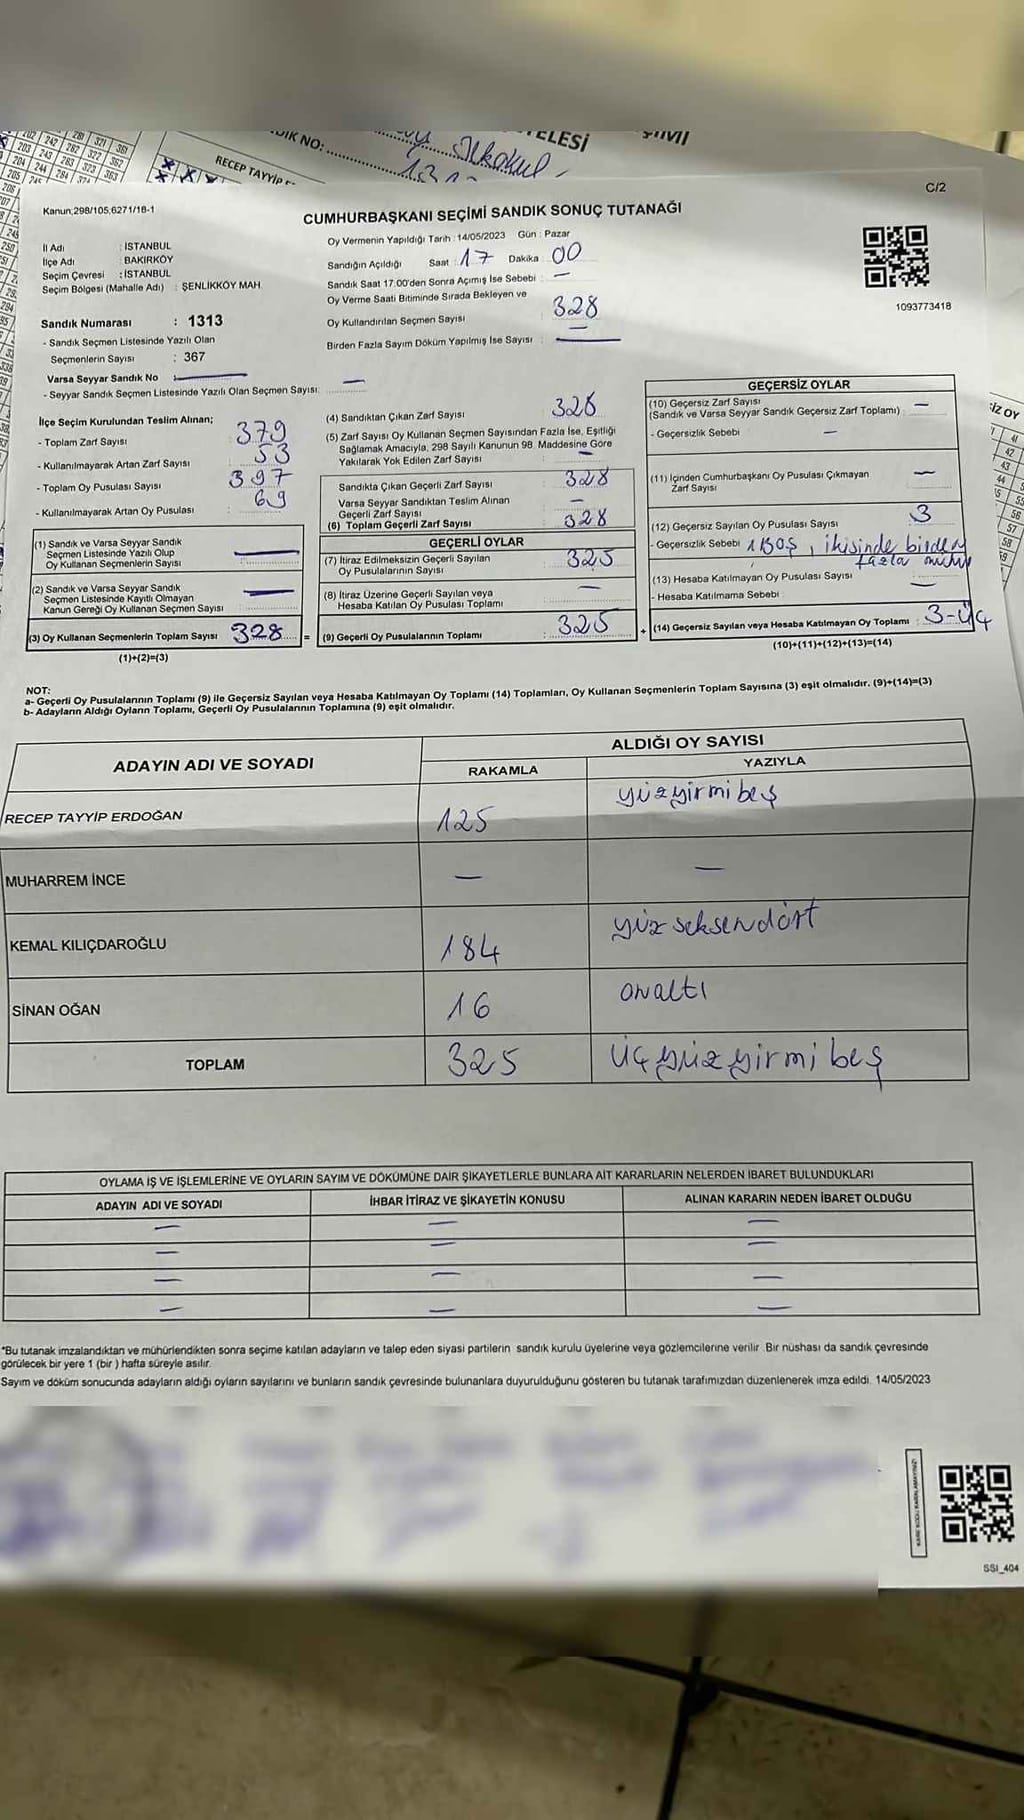 DIK NO:
TELESİ
ŞIMI
İlkokul
RECEP TAYYİP
C/2
Kanun,298/105,6271/18-1
CUMHURBAŞKANI SEÇİMİ SANDIK SONUÇ TUTANAĞI
İl Adı : İSTANBUL
İlçe Adı : BAKIRKÖY
Seçim Çevresi : İSTANBUL
Seçim Bölgesi (Mahalle Adı) : ŞENLİKKÖY MAH.
Oy Vermenin Yapıldığı Tarih : 14/05/2023 Gün : Pazar
Sandığın Açıldığı Saat : 17 Dakika 00
Sandık Saat 17.00'den Sonra Açımış İse Sebebi : —
Oy Verme Saati Bitiminde Sırada Bekleyen ve
Oy Kullandırılan Seçmen Sayısı 328
Birden Fazla Sayım Döküm Yapılmış İse Sayısı : —
1093773418
Sandık Numarası : 1313
- Sandık Seçmen Listesinde Yazılı Olan
Seçmenlerin Sayısı : 367
Varsa Seyyar Sandık No : —
- Seyyar Sandık Seçmen Listesinde Yazılı Olan Seçmen Sayısı: —
İlçe Seçim Kurulundan Teslim Alınan;
- Toplam Zarf Sayısı 379
- Kullanılmayarak Artan Zarf Sayısı 53
- Toplam Oy Pusulası Sayısı 397
- Kullanılmayarak Artan Oy Pusulası 69
(1) Sandık ve Varsa Seyyar Sandık
Seçmen Listesinde Yazılı Olup
Oy Kullanan Seçmenlerin Sayısı —
(2) Sandık ve Varsa Seyyar Sandık
Seçmen Listesinde Kayıtlı Olmayan
Kanun Gereği Oy Kullanan Seçmen Sayısı —
(3) Oy Kullanan Seçmenlerin Toplam Sayısı 328 =
(1)+(2)=(3)
(4) Sandıktan Çıkan Zarf Sayısı 328
(5) Zarf Sayısı Oy Kullanan Seçmen Sayısından Fazla İse, Eşitliği
Sağlamak Amacıyla, 298 Sayılı Kanunun 98. Maddesine Göre
Yakılarak Yok Edilen Zarf Sayısı —
Sandıkta Çıkan Geçerli Zarf Sayısı 328
Varsa Seyyar Sandıktan Teslim Alınan
Geçerli Zarf Sayısı —
(6) Toplam Geçerli Zarf Sayısı 328
GEÇERLİ OYLAR
(7) İtiraz Edilmeksizin Geçerli Sayılan
Oy Pusulalarının Sayısı 325
(8) İtiraz Üzerine Geçerli Sayılan veya
Hesaba Katılan Oy Pusulası Toplamı —
(9) Geçerli Oy Pusulalarının Toplamı : 325 +
GEÇERSİZ OYLAR
(10) Geçersiz Zarf Sayısı
(Sandık ve Varsa Seyyar Sandık Geçersiz Zarf Toplamı) —
- Geçersizlik Sebebi —
(11) İçinden Cumhurbaşkanı Oy Pusulası Çıkmayan
Zarf Sayısı —
(12) Geçersiz Sayılan Oy Pusulası Sayısı 3
- Geçersizlik Sebebi 1 BOŞ, ikisinde birden
fazla mühür
(13) Hesaba Katılmayan Oy Pusulası Sayısı —
- Hesaba Katılmama Sebebi
(14) Geçersiz Sayılan veya Hesaba Katılmayan Oy Toplamı : 3-üç
(10)+(11)+(12)+(13)=(14)
NOT:
a- Geçerli Oy Pusulalarının Toplamı (9) ile Geçersiz Sayılan veya Hesaba Katılmayan Oy Toplamı (14) Toplamları, Oy Kullanan Seçmenlerin Toplam Sayısına (3) eşit olmalıdır. (9)+(14)=(3)
b- Adayların Aldığı Oyların Toplamı, Geçerli Oy Pusulalarının Toplamına (9) eşit olmalıdır.
ADAYIN ADI VE SOYADI
ALDIĞI OY SAYISI
RAKAMLA YAZIYLA
RECEP TAYYİP ERDOĞAN 125 yüzyirmibeş
MUHARREM İNCE — —
KEMAL KILIÇDAROĞLU 184 yüzseksendört
SİNAN OĞAN 16 onaltı
TOPLAM 325 üçyüzyirmibeş
OYLAMA İŞ VE İŞLEMLERİNE VE OYLARIN SAYIM VE DÖKÜMÜNE DAİR ŞİKAYETLERLE BUNLARA AİT KARARLARIN NELERDEN İBARET BULUNDUKLARI
ADAYIN ADI VE SOYADI İHBAR İTİRAZ VE ŞİKAYETİN KONUSU ALINAN KARARIN NEDEN İBARET OLDUĞU
— — —
— — —
— — —
— — —
*Bu tutanak imzalandıktan ve mühürlendikten sonra seçime katılan adayların ve talep eden siyasi partilerin sandık kurulu üyelerine veya gözlemcilerine verilir. Bir nüshası da sandık çevresinde
görülecek bir yere 1 (bir) hafta süreyle asılır.
Sayım ve döküm sonucunda adayların aldığı oyların sayılarını ve bunların sandık çevresinde bulunanlara duyurulduğunu gösteren bu tutanak tarafımızdan düzenlenerek imza edildi. 14/05/2023
KARE KODU KARALAMAYINIZ!
SSI_404